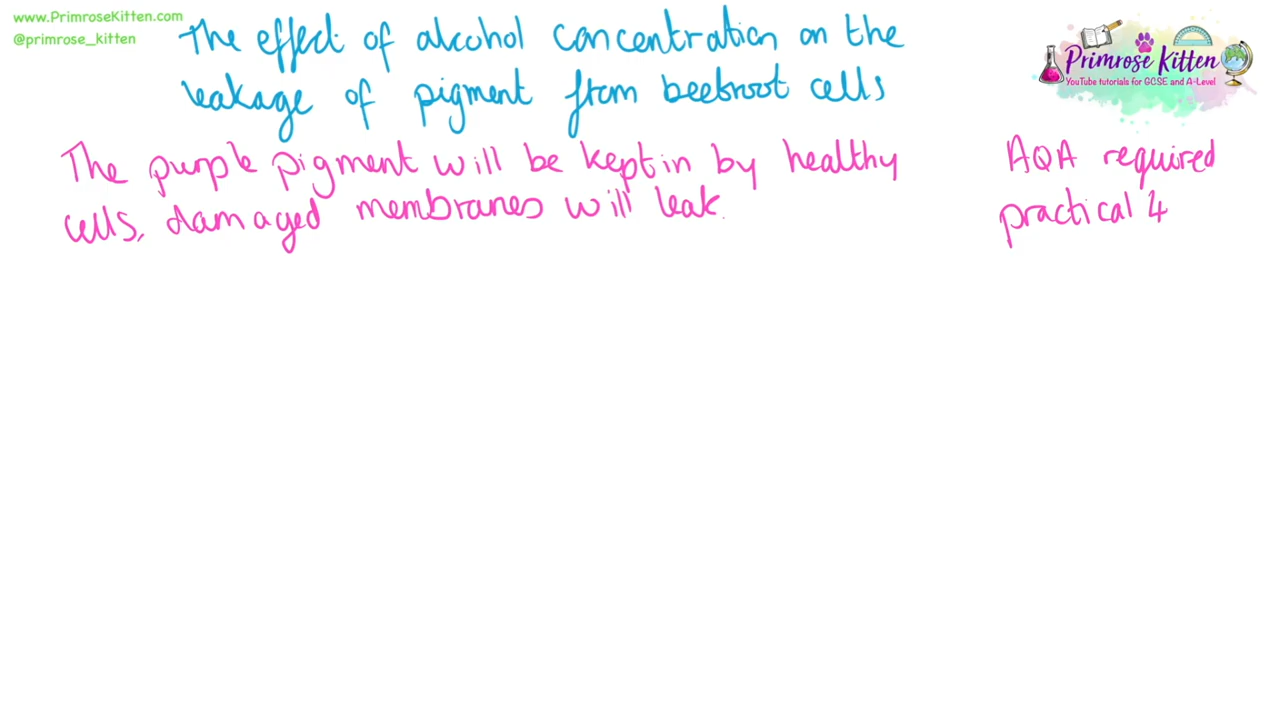 www.PrimroseKitten.com
@primrose_kitten
The effect of alcohol concentration on the
leakage of pigment from beetroot cells
Primrose Kitten
YouTube tutorials for GCSE and A-Level
The purple pigment will be kept in by healthy
cells, damaged membranes will leak.
AQA required
practical 4